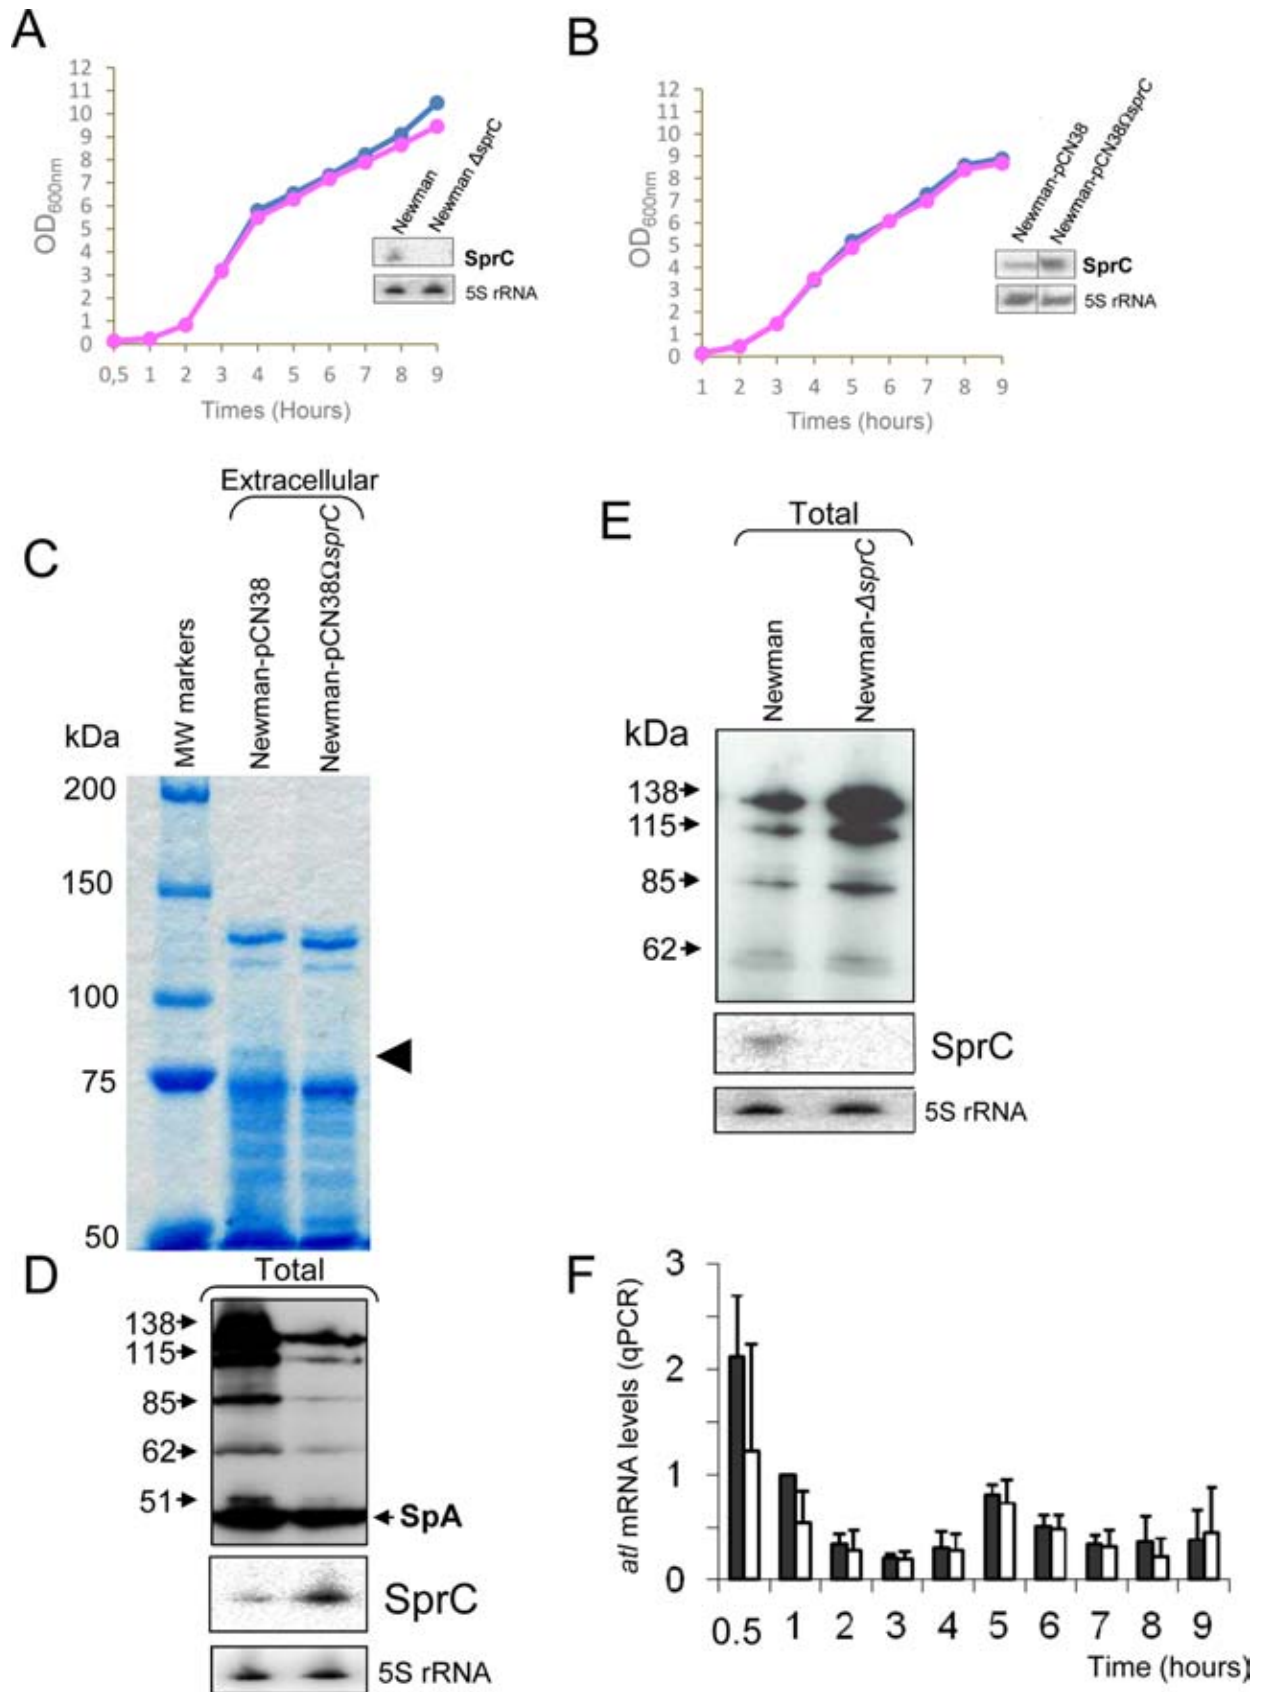 A
12
11
10
9
8
7
6
5
4
3
2
1
0
OD600nm
0,5 1 2 3 4 5 6 7 8 9
Times (Hours)
Newman
Newman ΔsprC
SprC
5S rRNA
B
12
11
10
9
8
7
6
5
4
3
2
1
0
OD600nm
1 2 3 4 5 6 7 8 9
Times (hours)
Newman-pCN38
Newman-pCN38ΩsprC
SprC
5S rRNA
C
Extracellular
MW markers
Newman-pCN38
Newman-pCN38ΩsprC
kDa
200
150
100
75
50
D
Total
138
115
85
62
51
SpA
SprC
5S rRNA
E
Total
Newman
Newman-ΔsprC
kDa
138
115
85
62
SprC
5S rRNA
F
atl mRNA levels (qPCR)
3
2
1
0
0.5 1 2 3 4 5 6 7 8 9
Time (hours)